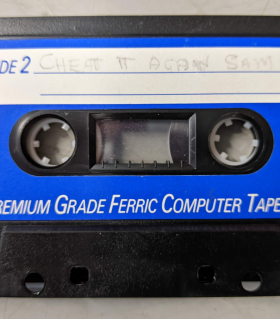 DE 2 CHEAT IT AGAIN SAM
REMIUM GRADE FERRIC COMPUTER TAPE